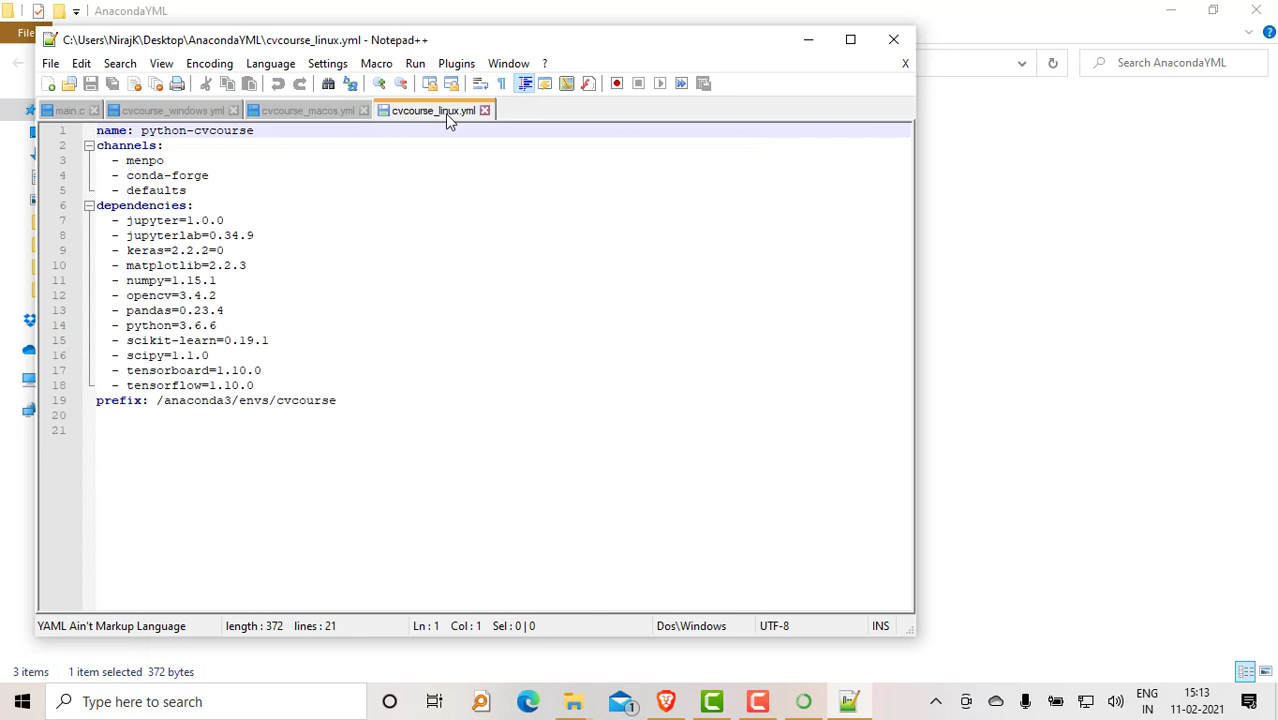 AnacondaYML
File
C:\Users\NirajK\Desktop\AnacondaYML\cvcourse_linux.yml - Notepad++
Search AnacondaYML
File Edit Search View Encoding Language Settings Macro Run Plugins Window ? X
main.c cvcourse_windows.yml cvcourse_macos.yml cvcourse_linux.yml
1 name: python-cvcourse
2 channels:
3 - menpo
4 - conda-forge
5 - defaults
6 dependencies:
7 - jupyter=1.0.0
8 - jupyterlab=0.34.9
9 - keras=2.2.2=0
10 - matplotlib=2.2.3
11 - numpy=1.15.1
12 - opencv=3.4.2
13 - pandas=0.23.4
14 - python=3.6.6
15 - scikit-learn=0.19.1
16 - scipy=1.1.0
17 - tensorboard=1.10.0
18 - tensorflow=1.10.0
19 prefix: /anaconda3/envs/cvcourse
20
21
YAML Ain't Markup Language length : 372 lines : 21 Ln : 1 Col : 1 Sel : 0 | 0 Dos\Windows UTF-8 INS
3 items 1 item selected 372 bytes
Type here to search
1
ENG
IN
15:13
11-02-2021